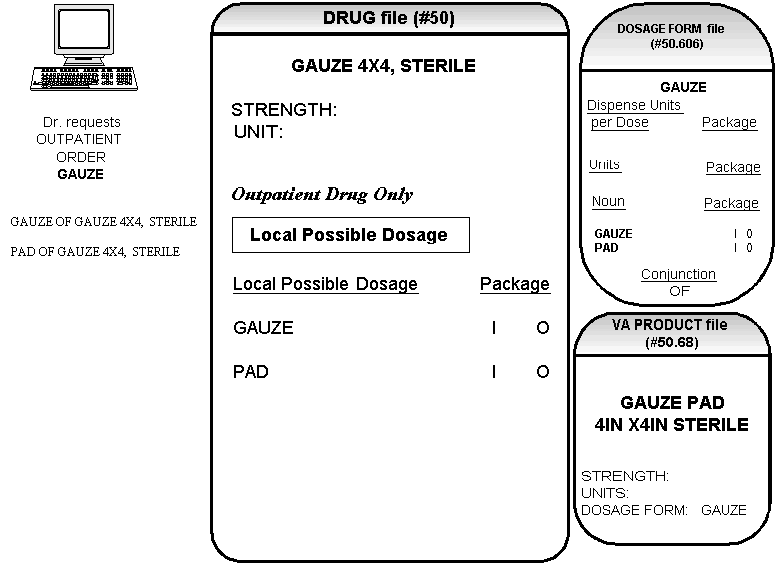 Dr. requests
OUTPATIENT
ORDER
GAUZE
GAUZE OF GAUZE 4X4, STERILE
PAD OF GAUZE 4X4, STERILE
DRUG file (#50)
GAUZE 4X4, STERILE
STRENGTH:
UNIT:
Outpatient Drug Only
Local Possible Dosage
Local Possible Dosage Package
GAUZE I O
PAD I O
DOSAGE FORM file
(#50.606)
GAUZE
Dispense Units
per Dose Package
Units Package
Noun Package
GAUZE I O
PAD I O
Conjunction
OF
VA PRODUCT file
(#50.68)
GAUZE PAD
4IN X4IN STERILE
STRENGTH:
UNITS:
DOSAGE FORM: GAUZE